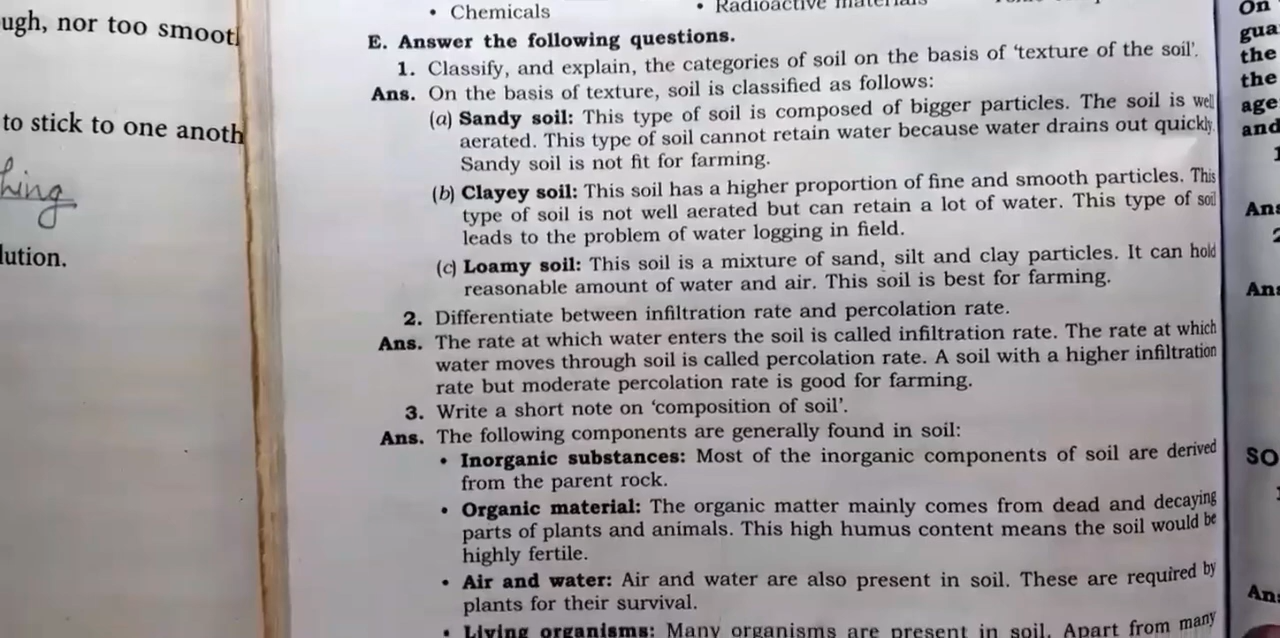 ugh, nor too smooth
to stick to one anoth
hing
lution.
• Chemicals • Radioactive materials
E. Answer the following questions.
1. Classify, and explain, the categories of soil on the basis of 'texture of the soil'.
Ans. On the basis of texture, soil is classified as follows:
(a) Sandy soil: This type of soil is composed of bigger particles. The soil is well
aerated. This type of soil cannot retain water because water drains out quickly.
Sandy soil is not fit for farming.
(b) Clayey soil: This soil has a higher proportion of fine and smooth particles. This
type of soil is not well aerated but can retain a lot of water. This type of soil
leads to the problem of water logging in field.
(c) Loamy soil: This soil is a mixture of sand, silt and clay particles. It can hold
reasonable amount of water and air. This soil is best for farming.
2. Differentiate between infiltration rate and percolation rate.
Ans. The rate at which water enters the soil is called infiltration rate. The rate at which
water moves through soil is called percolation rate. A soil with a higher infiltration
rate but moderate percolation rate is good for farming.
3. Write a short note on 'composition of soil'.
Ans. The following components are generally found in soil:
• Inorganic substances: Most of the inorganic components of soil are derived
from the parent rock.
• Organic material: The organic matter mainly comes from dead and decaying
parts of plants and animals. This high humus content means the soil would be
highly fertile.
• Air and water: Air and water are also present in soil. These are required by
plants for their survival.
• Living organisms: Many organisms are present in soil. Apart from many
On
gua
the
the
age
and
1
Ans
2
Ans
SO
1
Ans